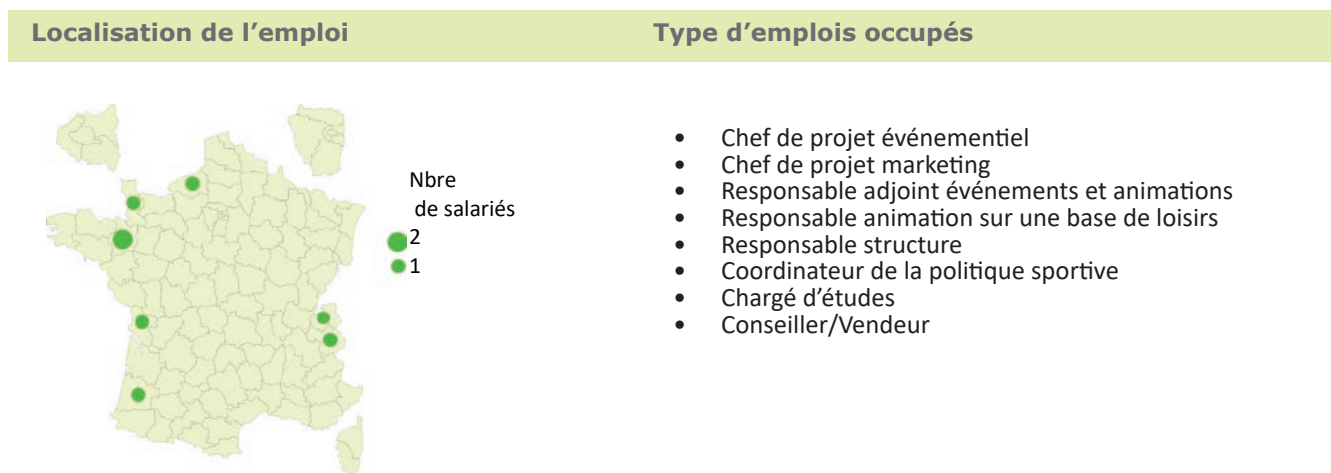 Localisation de l’emploi
Type d’emplois occupés
Nbre
de salariés
2
1
• Chef de projet événementiel
• Chef de projet marketing
• Responsable adjoint événements et animations
• Responsable animation sur une base de loisirs
• Responsable structure
• Coordinateur de la politique sportive
• Chargé d’études
• Conseiller/Vendeur